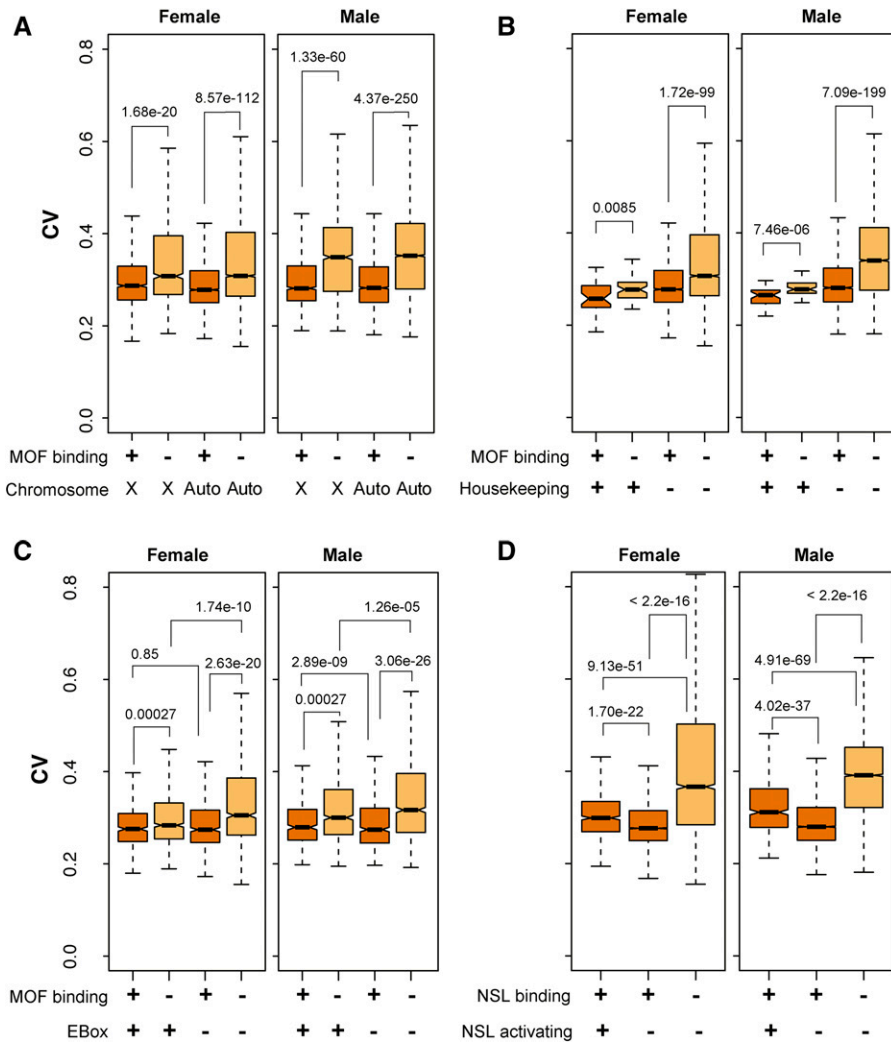 A
Female
Male
0.8
0.6
0.4
0.2
0.0
CV
1.68e-20
8.57e-112
1.33e-60
4.37e-250
MOF binding + - + - + - + -
Chromosome X X Auto Auto X X Auto Auto
B
Female
Male
0.0085
1.72e-99
7.46e-06
7.09e-199
MOF binding + - + - + - + -
Housekeeping + + - - + + - -
C
Female
Male
0.8
0.6
0.4
0.2
0.0
CV
1.74e-10
0.85
2.63e-20
0.00027
1.26e-05
2.89e-09
3.06e-26
0.00027
MOF binding + - + - + - + -
EBox + + - - + + - -
D
Female
Male
< 2.2e-16
9.13e-51
1.70e-22
< 2.2e-16
4.91e-69
4.02e-37
NSL binding + + - + + -
NSL activating + - - + - -